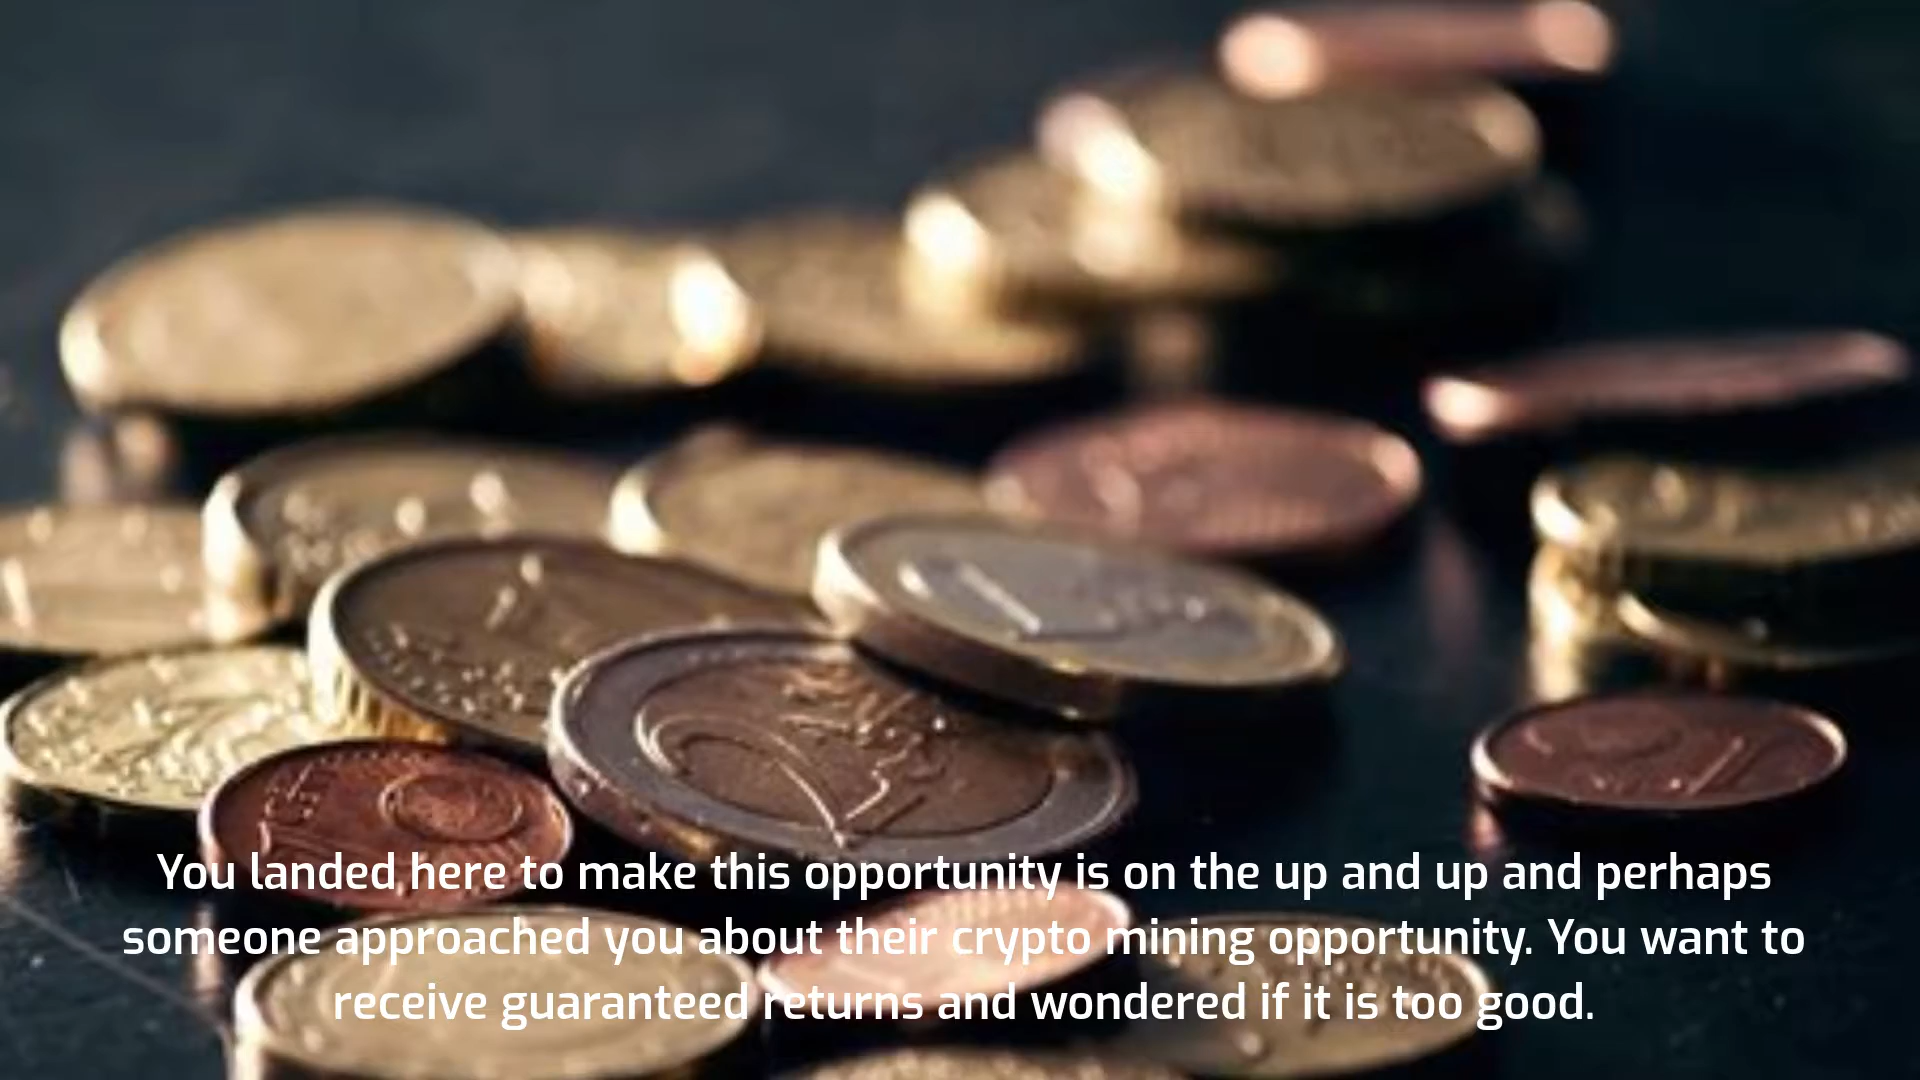 You landed here to make this opportunity is on the up and up and perhaps
someone approached you about their crypto mining opportunity. You want to
receive guaranteed returns and wondered if it is too good.